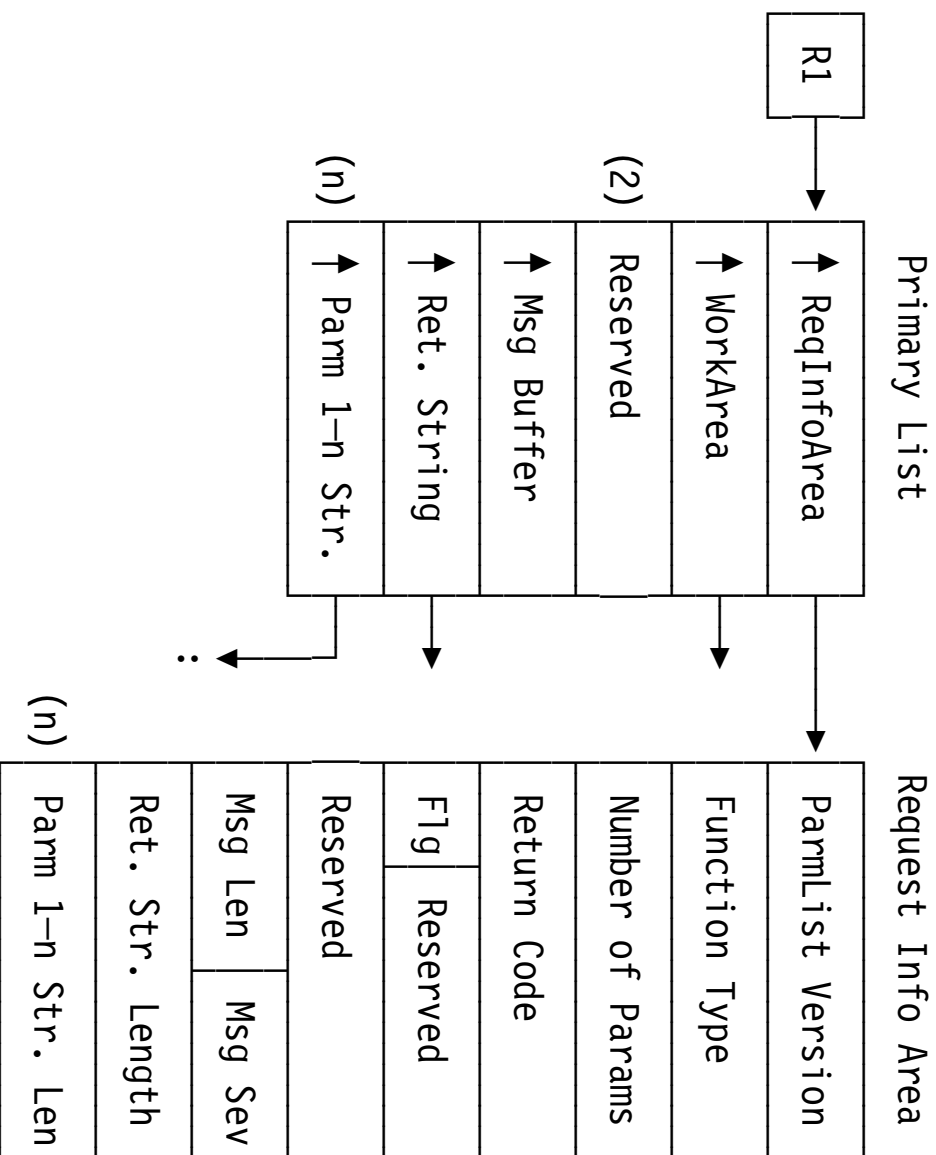 Primary List
Request Info Area
R1
→ ReqInfoArea
→ WorkArea
(2) Reserved
→ Msg Buffer
→ Ret. String
(n) → Parm 1—n Str.
:
ParmList Version
Function Type
Number of Params
Return Code
Flg Reserved
Reserved
Msg Len Msg Sev
Ret. Str. Length
(n) Parm 1—n Str. Len